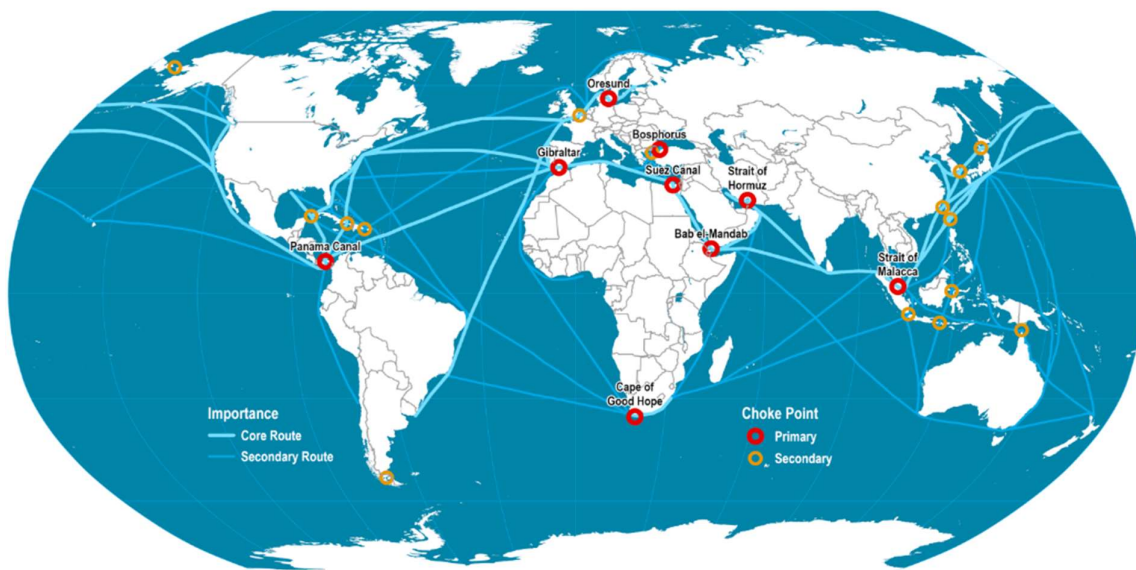 Oresund
Bosphorus
Gibraltar
Suez Canal
Strait of
Hormuz
Bab el-Mandab
Panama Canal
Strait of
Malacca
Cape of
Good Hope
Importance
Core Route
Secondary Route
Choke Point
Primary
Secondary